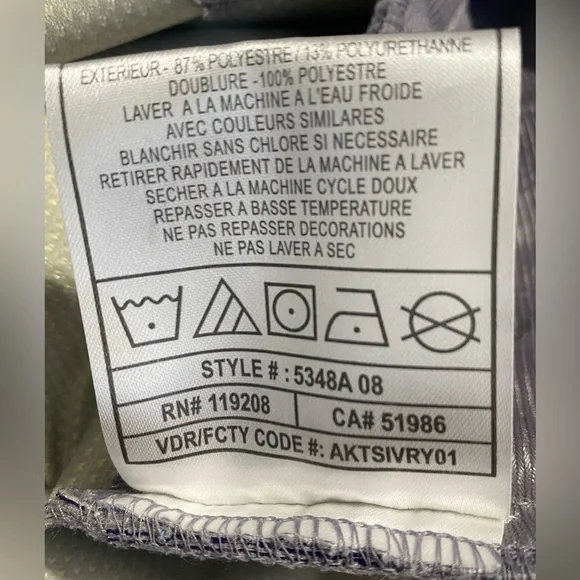 EXTERIEUR- 87% POLYESTRE / 13% POLYURETHANNE
DOUBLURE -100% POLYESTRE
LAVER A LA MACHINE A L'EAU FROIDE
AVEC COULEURS SIMILARES
BLANCHIR SANS CHLORE SI NECESSAIRE
RETIRER RAPIDEMENT DE LA MACHINE A LAVER
SECHER A LA MACHINE CYCLE DOUX
REPASSER A BASSE TEMPERATURE
NE PAS REPASSER DECORATIONS
NE PAS LAVER A SEC
STYLE # : 5348A 08
RN# 119208 CA# 51986
VDR/FCTY CODE #: AKTSIVRY01